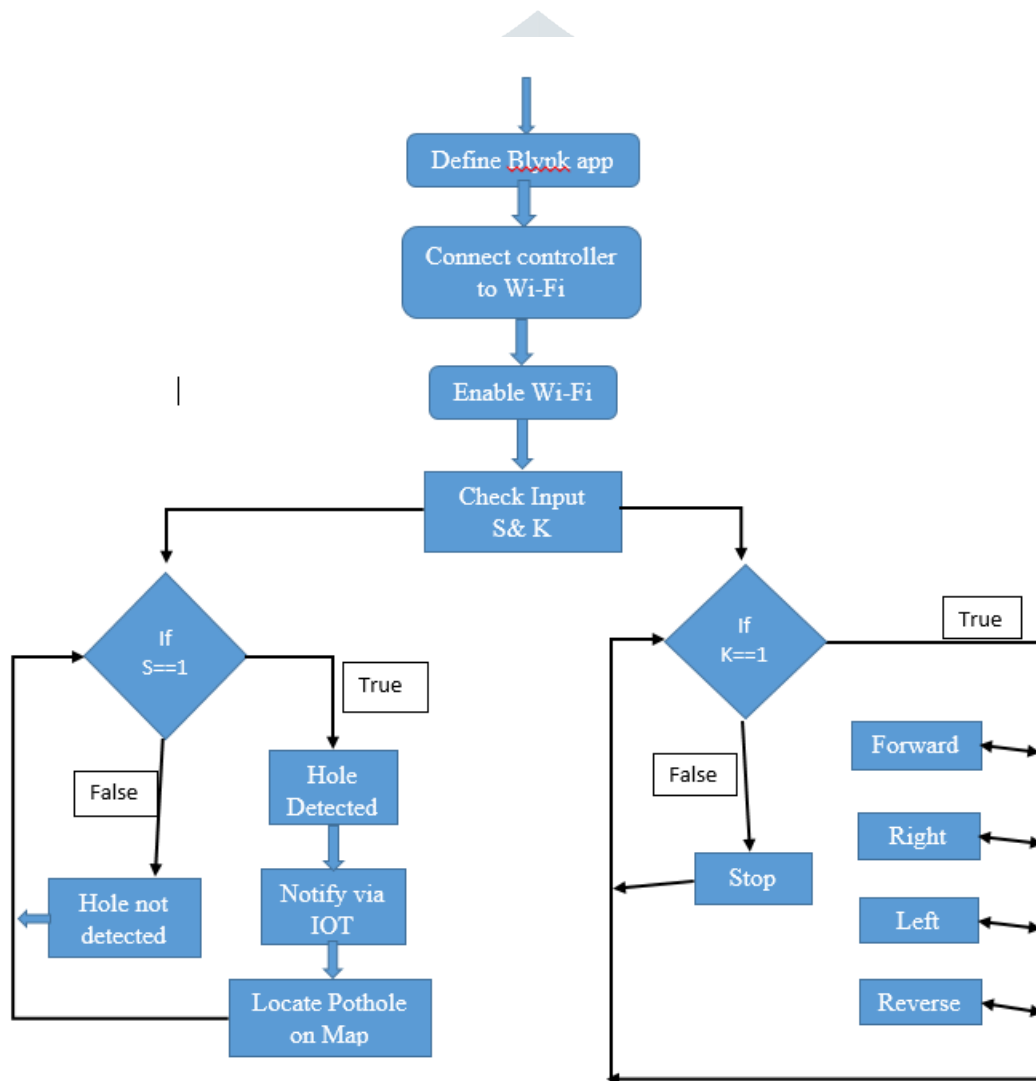 Define Blynk app
Connect controller
to Wi-Fi
Enable Wi-Fi
Check Input
S& K
If
S==1
True
False
Hole
Detected
Hole not
detected
Notify via
IOT
Locate Pothole
on Map
If
K==1
True
False
Stop
Forward
Right
Left
Reverse